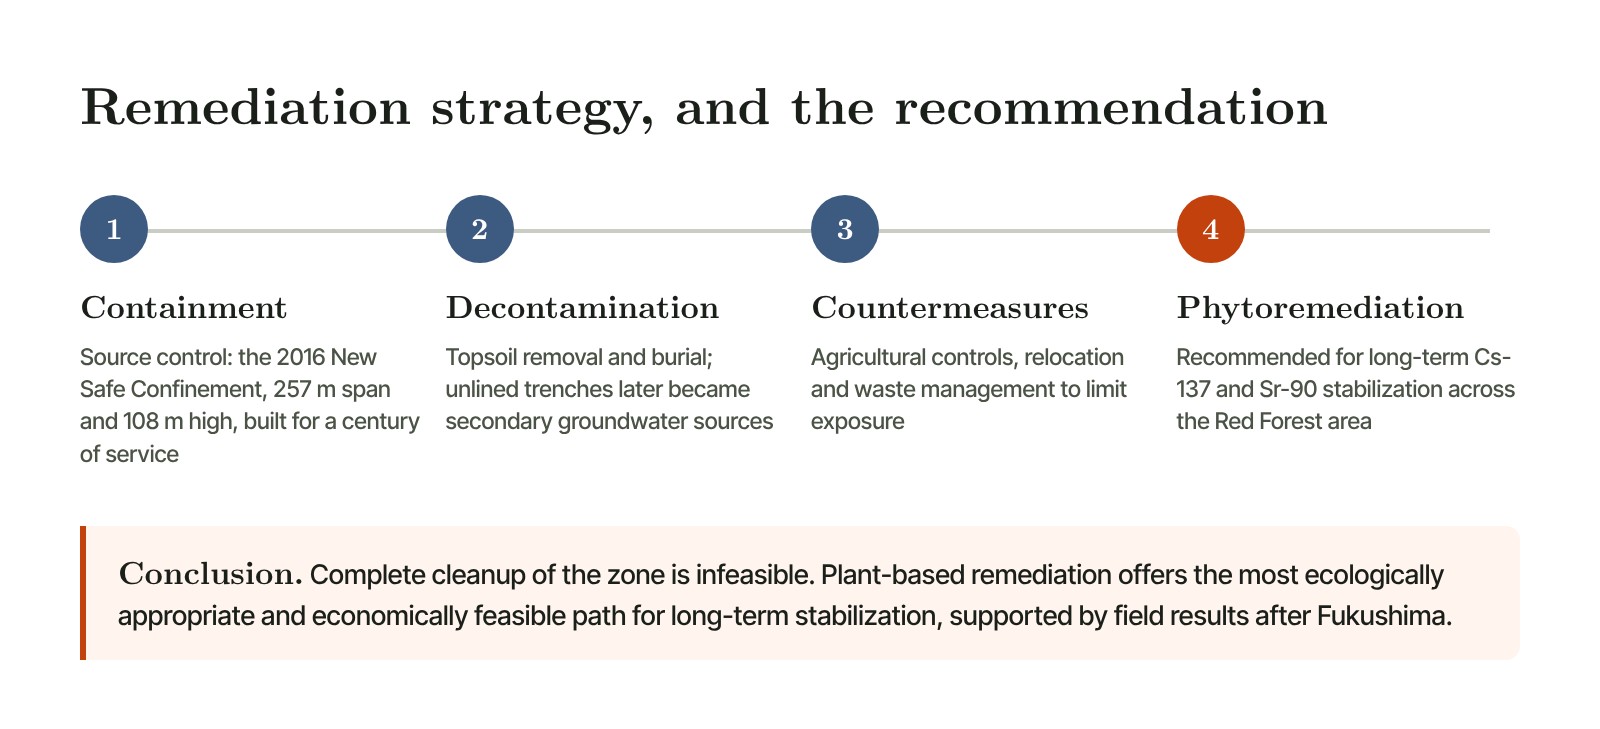 Remediation strategy, and the recommendation
1
2
3
4
Containment
Source control: the 2016 New
Safe Confinement, 257 m span
and 108 m high, built for a century
of service
Decontamination
Topsoil removal and burial;
unlined trenches later became
secondary groundwater sources
Countermeasures
Agricultural controls, relocation
and waste management to limit
exposure
Phytoremediation
Recommended for long-term Cs-
137 and Sr-90 stabilization across
the Red Forest area
Conclusion. Complete cleanup of the zone is infeasible. Plant-based remediation offers the most ecologically
appropriate and economically feasible path for long-term stabilization, supported by field results after Fukushima.